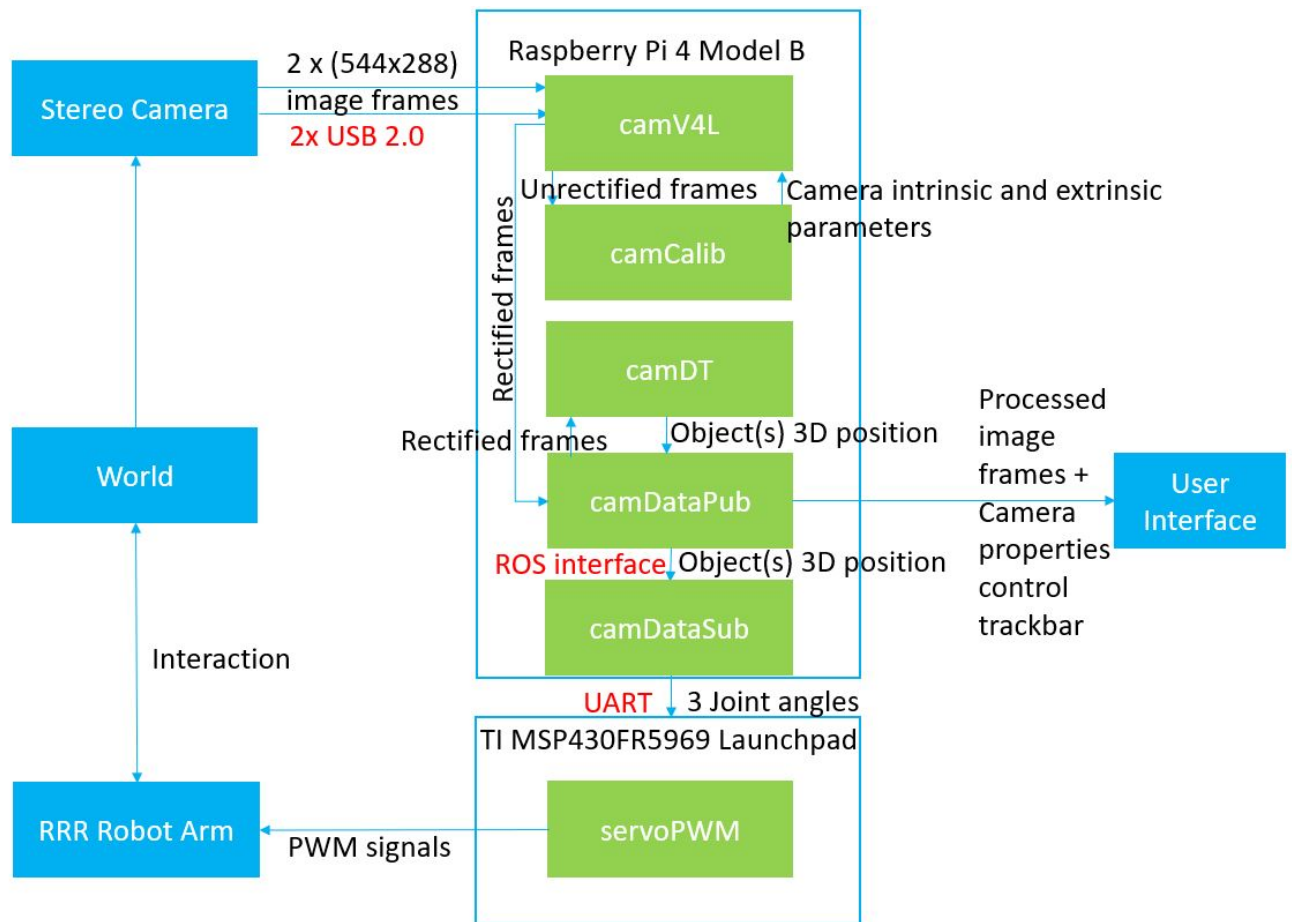 Raspberry Pi 4 Model B
2 x (544x288)
image frames
2x USB 2.0
Stereo Camera
camV4L
Unrectified frames
Camera intrinsic and extrinsic
parameters
Rectified frames
camCalib
camDT
Rectified frames
Object(s) 3D position
Processed
image
frames +
Camera
properties
control
trackbar
World
camDataPub
User
Interface
ROS interface
Object(s) 3D position
camDataSub
Interaction
UART
3 Joint angles
TI MSP430FR5969 Launchpad
RRR Robot Arm
servoPWM
PWM signals